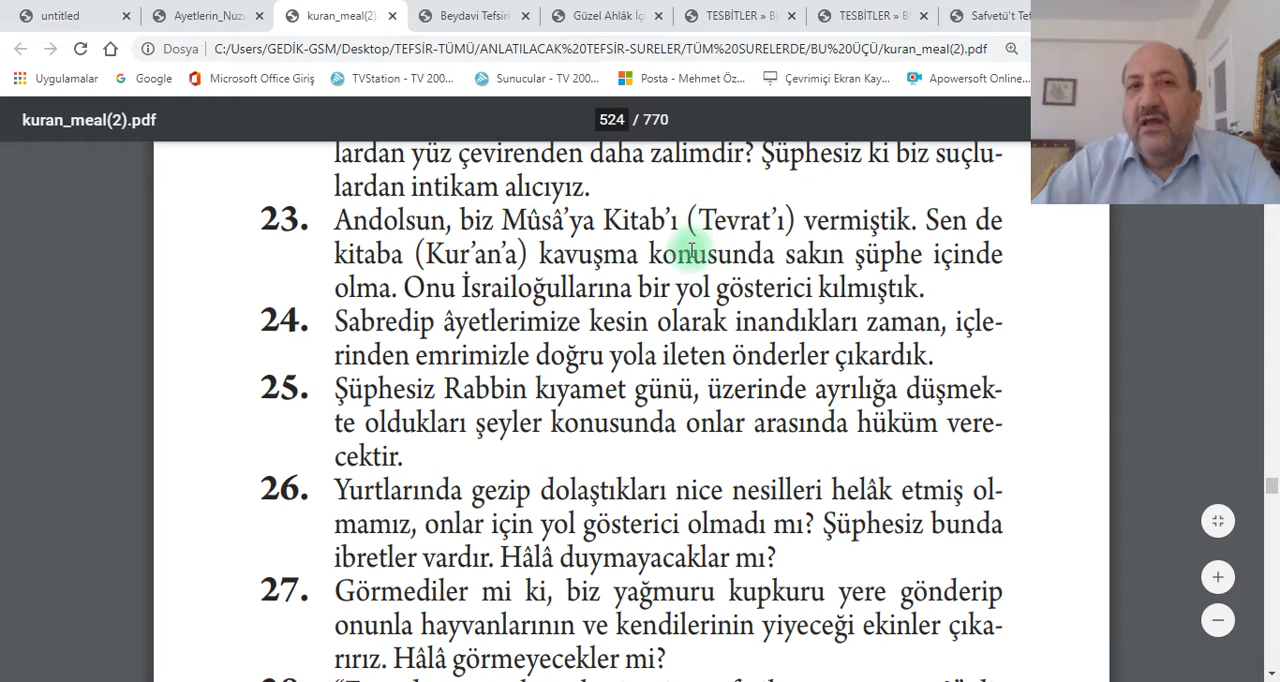 untitled
Ayetlerin_Nuzu
kuran_meal(2)
Beydavi Tefsiri
Güzel Ahlâk İçi
TESBİTLER » B
TESBİTLER » B
Safvetü't Tef
Dosya
C:/Users/GEDİK-GSM/Desktop/TEFSİR-TÜMÜ/ANLATILACAK%20TEFSİR-SURELER/TÜM%20SURELERDE/BU%20ÜÇÜ/kuran_meal(2).pdf
Uygulamalar
Google
Microsoft Office Giriş
TVStation - TV 200...
Sunucular - TV 200...
Posta - Mehmet Öz...
Çevrimiçi Ekran Kay...
Apowersoft Online...
kuran_meal(2).pdf
524 / 770
lardan yüz çevirenden daha zalimdir? Şüphesiz ki biz suçlu-
lardan intikam alıcıyız.
23. Andolsun, biz Mûsâ'ya Kitab'ı (Tevrat'ı) vermiştik. Sen de
kitaba (Kur'an'a) kavuşma konusunda sakın şüphe içinde
olma. Onu İsrailoğullarına bir yol gösterici kılmıştık.
24. Sabredip âyetlerimize kesin olarak inandıkları zaman, içle-
rinden emrimizle doğru yola ileten önderler çıkardık.
25. Şüphesiz Rabbin kıyamet günü, üzerinde ayrılığa düşmek-
te oldukları şeyler konusunda onlar arasında hüküm vere-
cektir.
26. Yurtlarında gezip dolaştıkları nice nesilleri helâk etmiş ol-
mamız, onlar için yol gösterici olmadı mı? Şüphesiz bunda
ibretler vardır. Hâlâ duymayacaklar mı?
27. Görmediler mi ki, biz yağmuru kupkuru yere gönderip
onunla hayvanlarının ve kendilerinin yiyeceği ekinler çıka-
rırız. Hâlâ görmeyecekler mi?